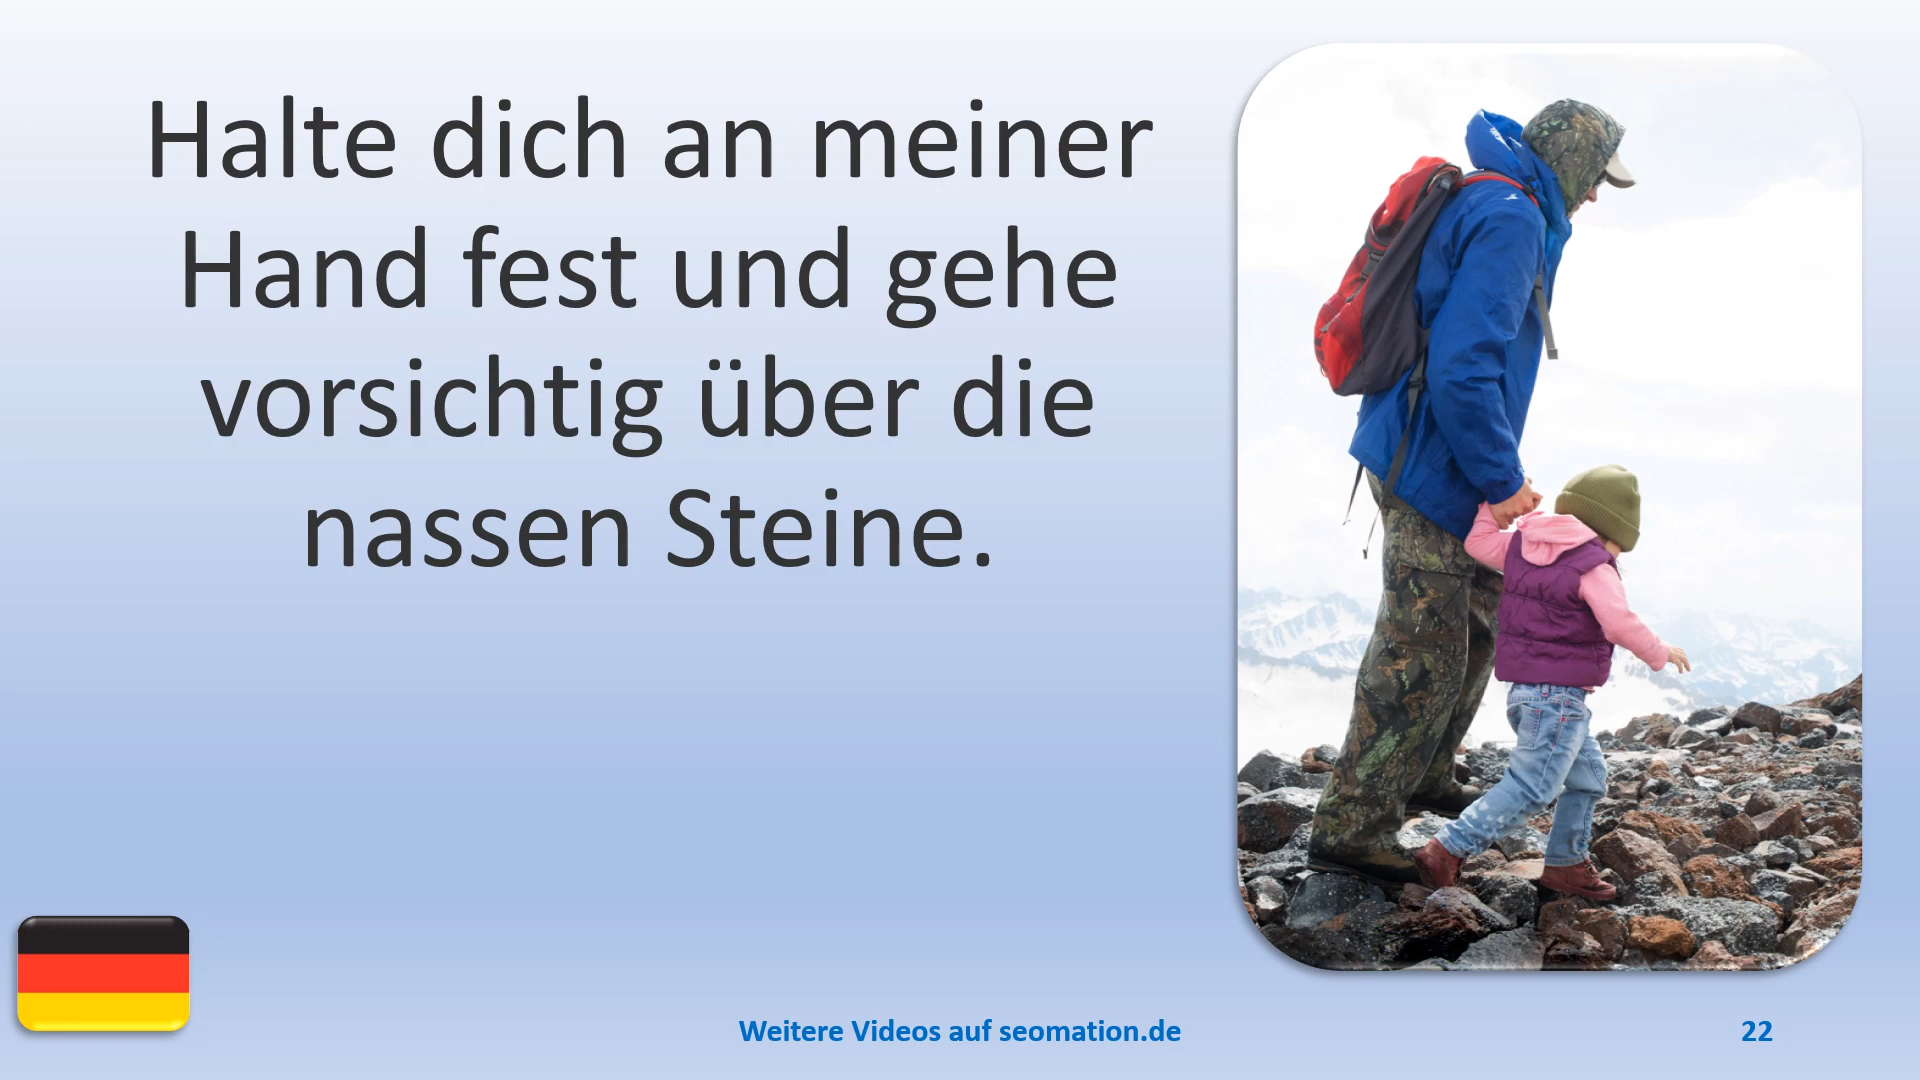 Halte dich an meiner
Hand fest und gehe
vorsichtig über die
nassen Steine.
Weitere Videos auf seomation.de
22